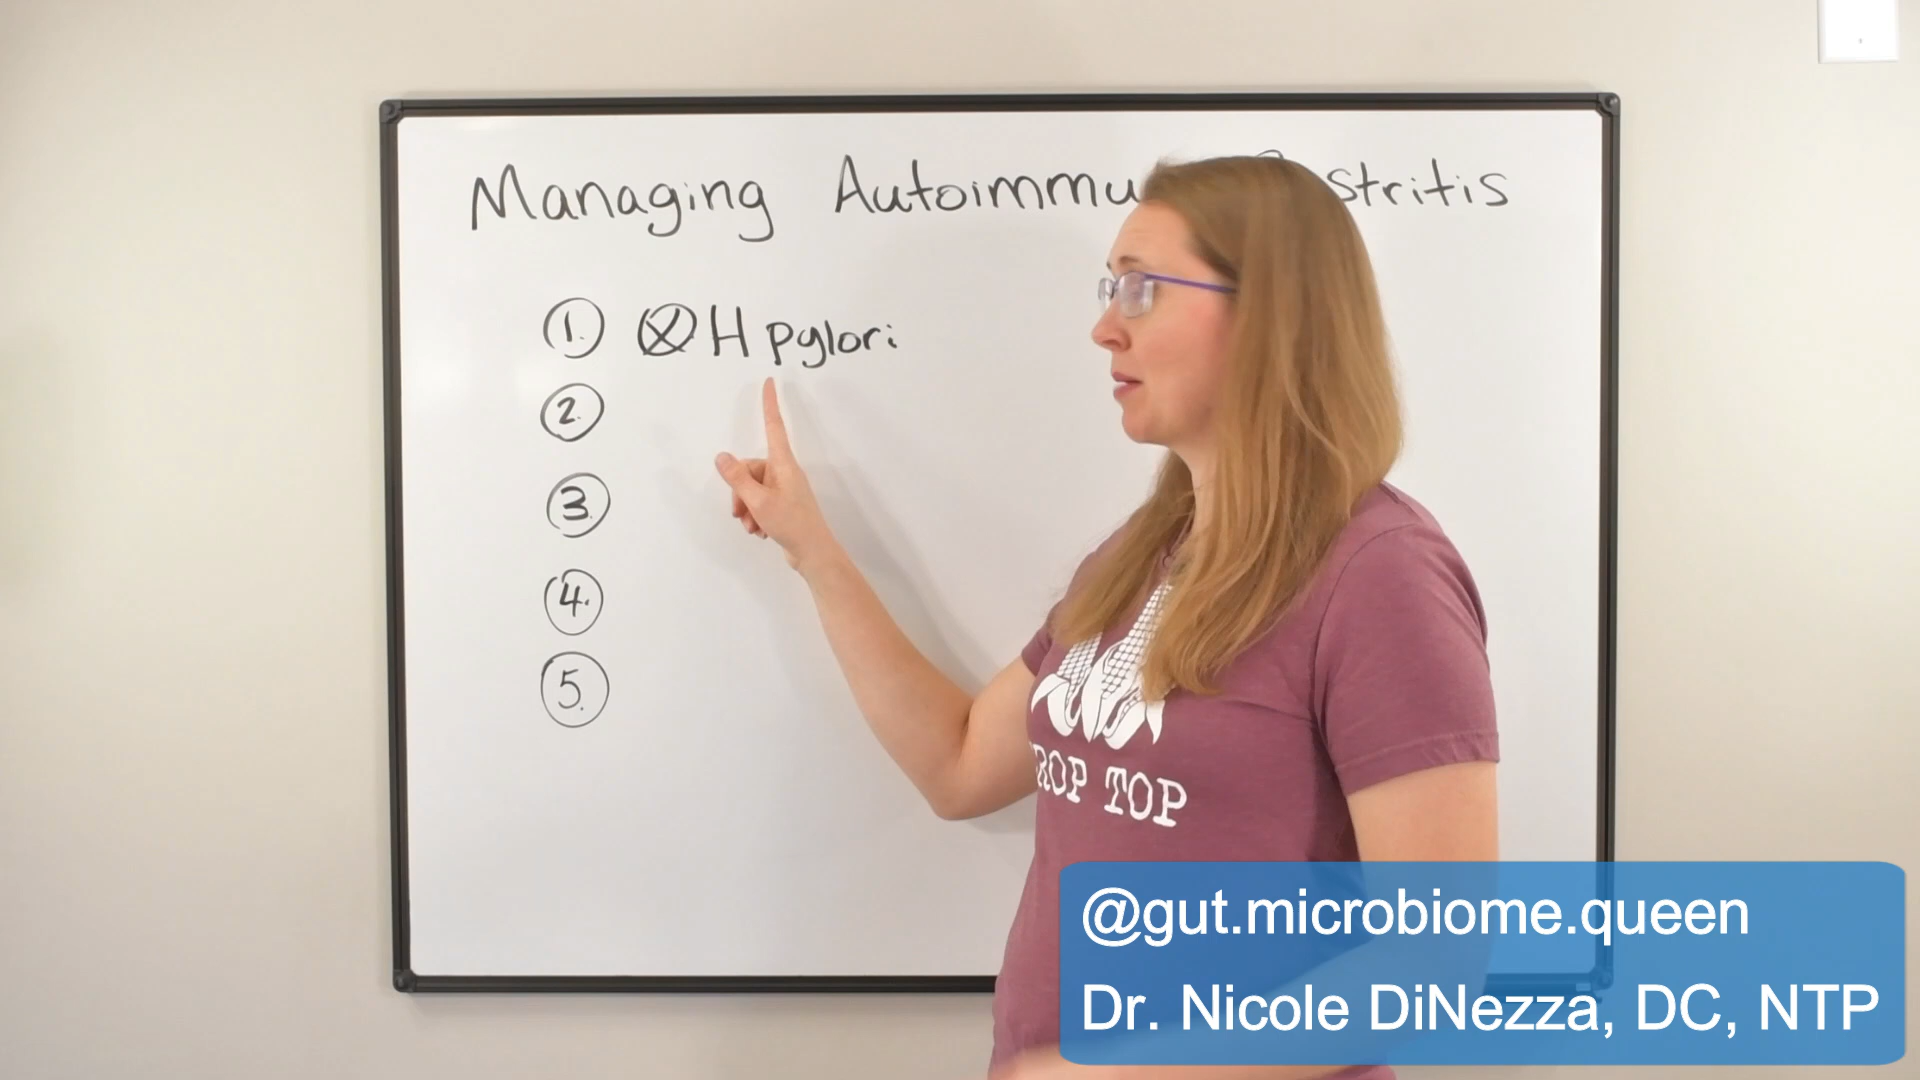 Managing Autoimmu stritis
1. ⓧ H pylori
2.
3.
4.
5.
ROP TOP
@gut.microbiome.queen
Dr. Nicole DiNezza, DC, NTP